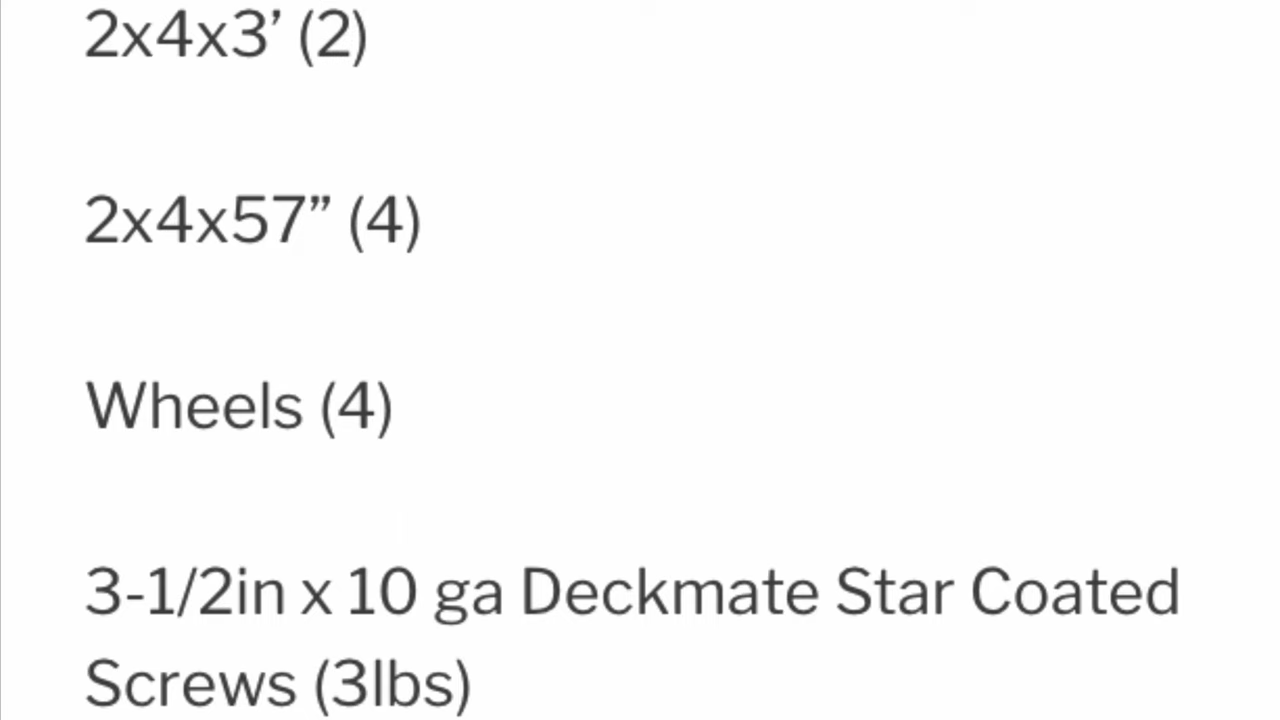 2x4x3’ (2)
2x4x57” (4)
Wheels (4)
3-1/2in x 10 ga Deckmate Star Coated
Screws (3lbs)